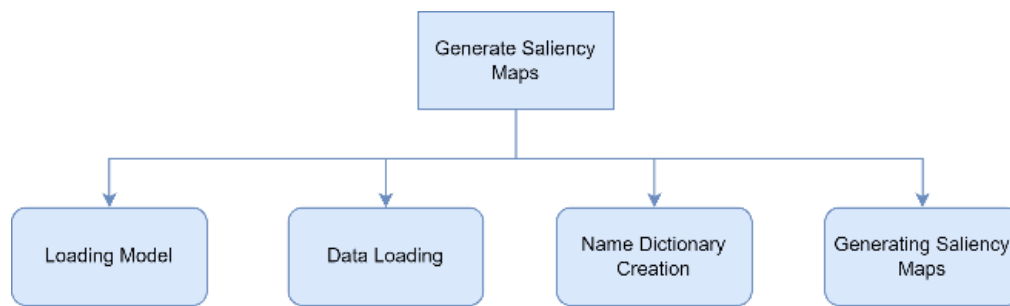 Generate Saliency
Maps
Loading Model
Data Loading
Name Dictionary
Creation
Generating Saliency
Maps